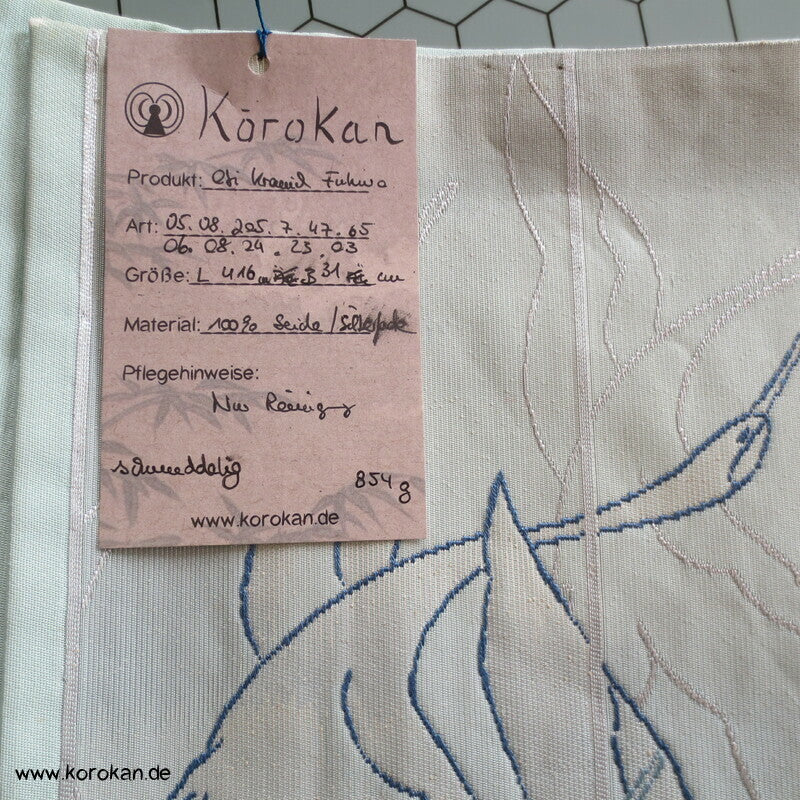 Kōrokan
Produkt: Obi Kranich Fukuro
Art: 05.08.205.7.47.65
06.08.24.23.03
Größe: L 416 cm B 31 cm
Material: 100% Seide /
Pflegehinweise:
Nur Reinigung
schmeddelig
854 g
www.korokan.de
www.korokan.de